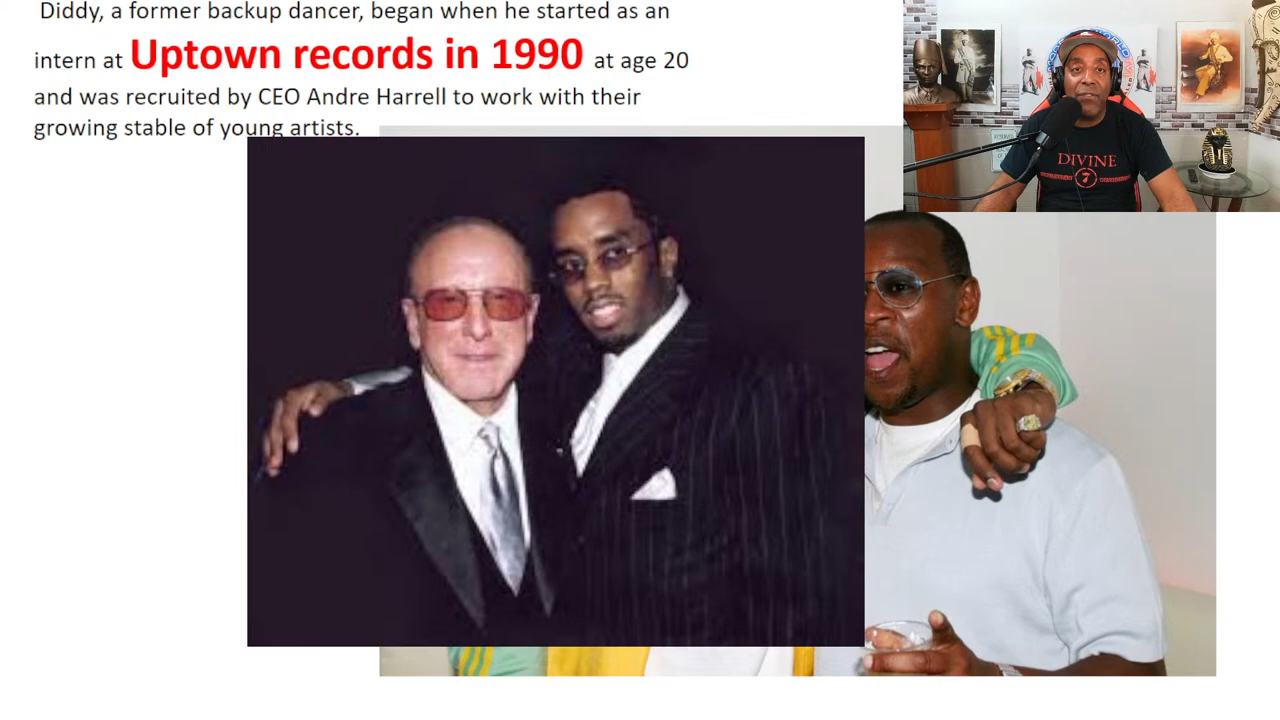 Diddy, a former backup dancer, began when he started as an
intern at Uptown records in 1990 at age 20
and was recruited by CEO Andre Harrell to work with their
growing stable of young artists.
DIVINE
7